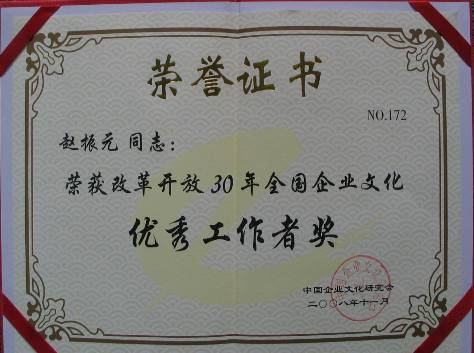 荣誉证书
NO.172
赵振元 同志：
荣获改革开放30年全国企业文化
优秀工作者奖
中国企业文化研究会
二〇〇八年十一月